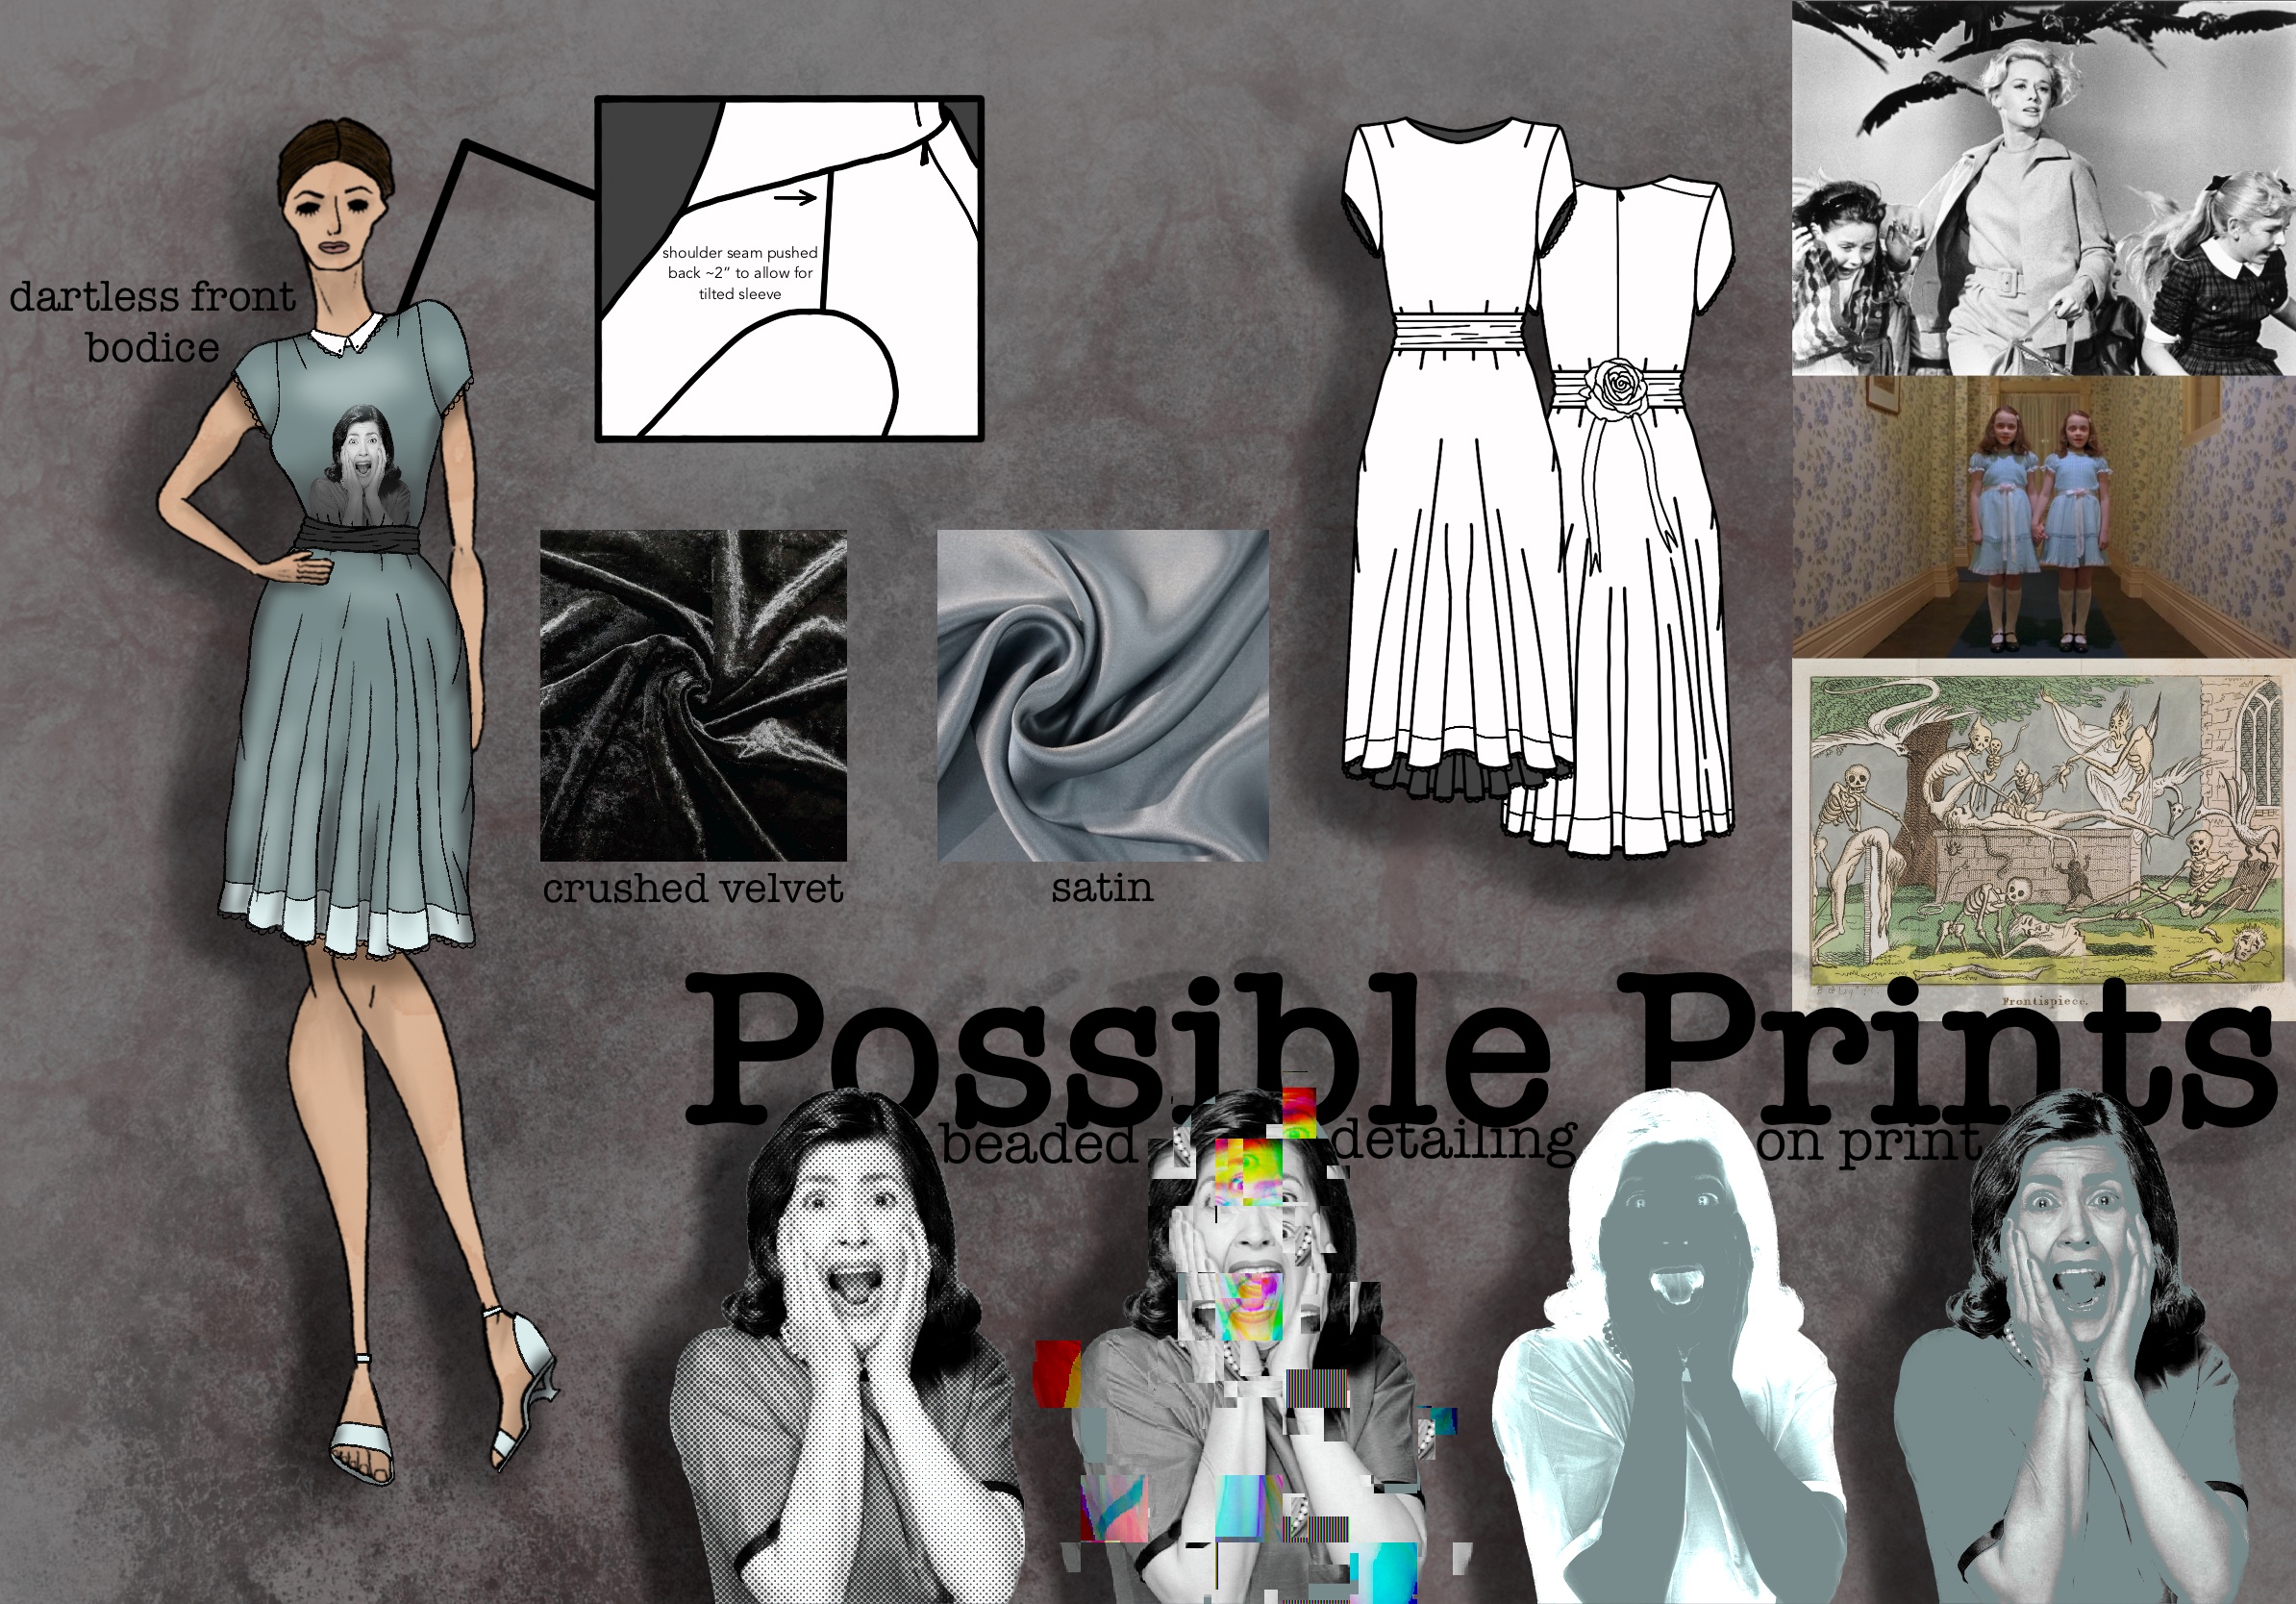 dartless front
bodice
shoulder seam pushed
back ~2” to allow for
tilted sleeve
crushed velvet
satin
Frontispiece.
Possible Prints
beaded detailing on print